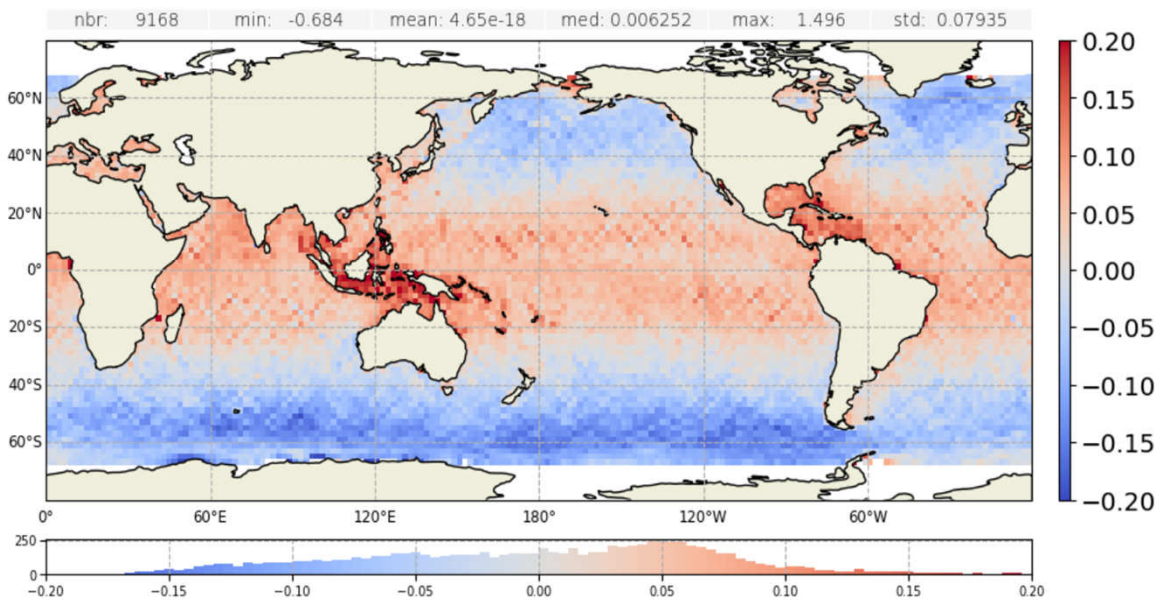 nbr: 9168 min: -0.684 mean: 4.65e-18 med: 0.006252 max: 1.496 std: 0.07935
0.20
60°N
0.15
40°N
0.10
20°N
0.05
0°
0.00
−0.05
20°S
−0.10
40°S
−0.15
60°S
−0.20
0° 60°E 120°E 180° 120°W 60°W
250
0
−0.20 −0.15 −0.10 −0.05 0.00 0.05 0.10 0.15 0.20